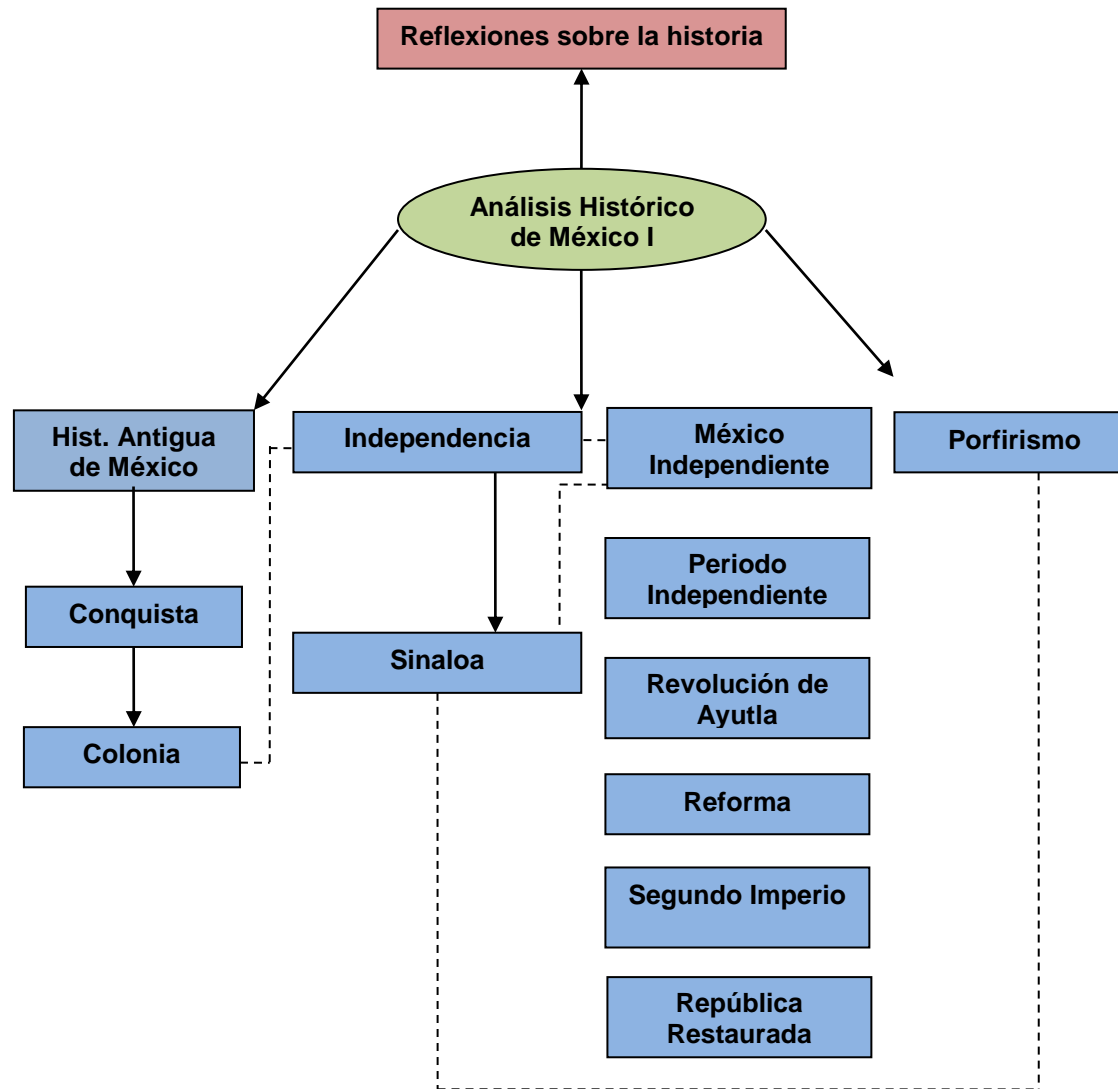 Reflexiones sobre la historia
Análisis Histórico
de México I
Hist. Antigua
de México
Independencia
México
Independiente
Porfirismo
Periodo
Independiente
Conquista
Sinaloa
Revolución de
Ayutla
Colonia
Reforma
Segundo Imperio
República
Restaurada